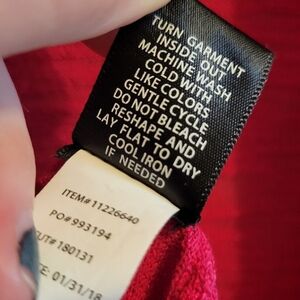 TURN GARMENT
INSIDE OUT
MACHINE WASH
COLD WITH
LIKE COLORS
GENTLE CYCLE
DO NOT BLEACH
RESHAPE AND
LAY FLAT TO DRY
COOL IRON
IF NEEDED
ITEM# 11226640
PO# 993194
CUT# 180131
01/31/18